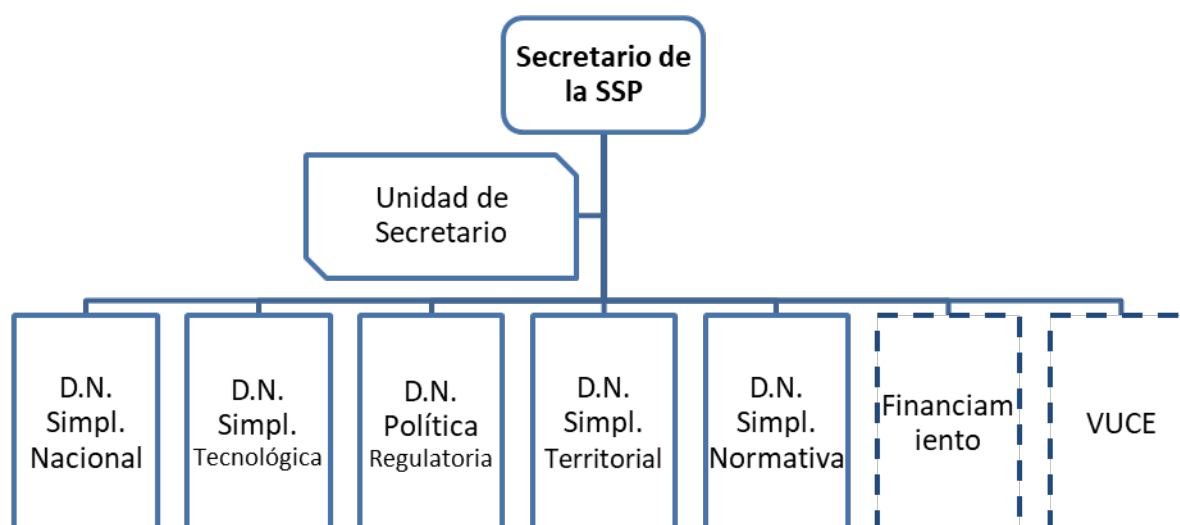 Secretario de
la SSP
Unidad de
Secretario
D.N.
Simpl.
Nacional
D.N.
Simpl.
Tecnológica
D.N.
Política
Regulatoria
D.N.
Simpl.
Territorial
D.N.
Simpl.
Normativa
Financiam
iento
VUCE